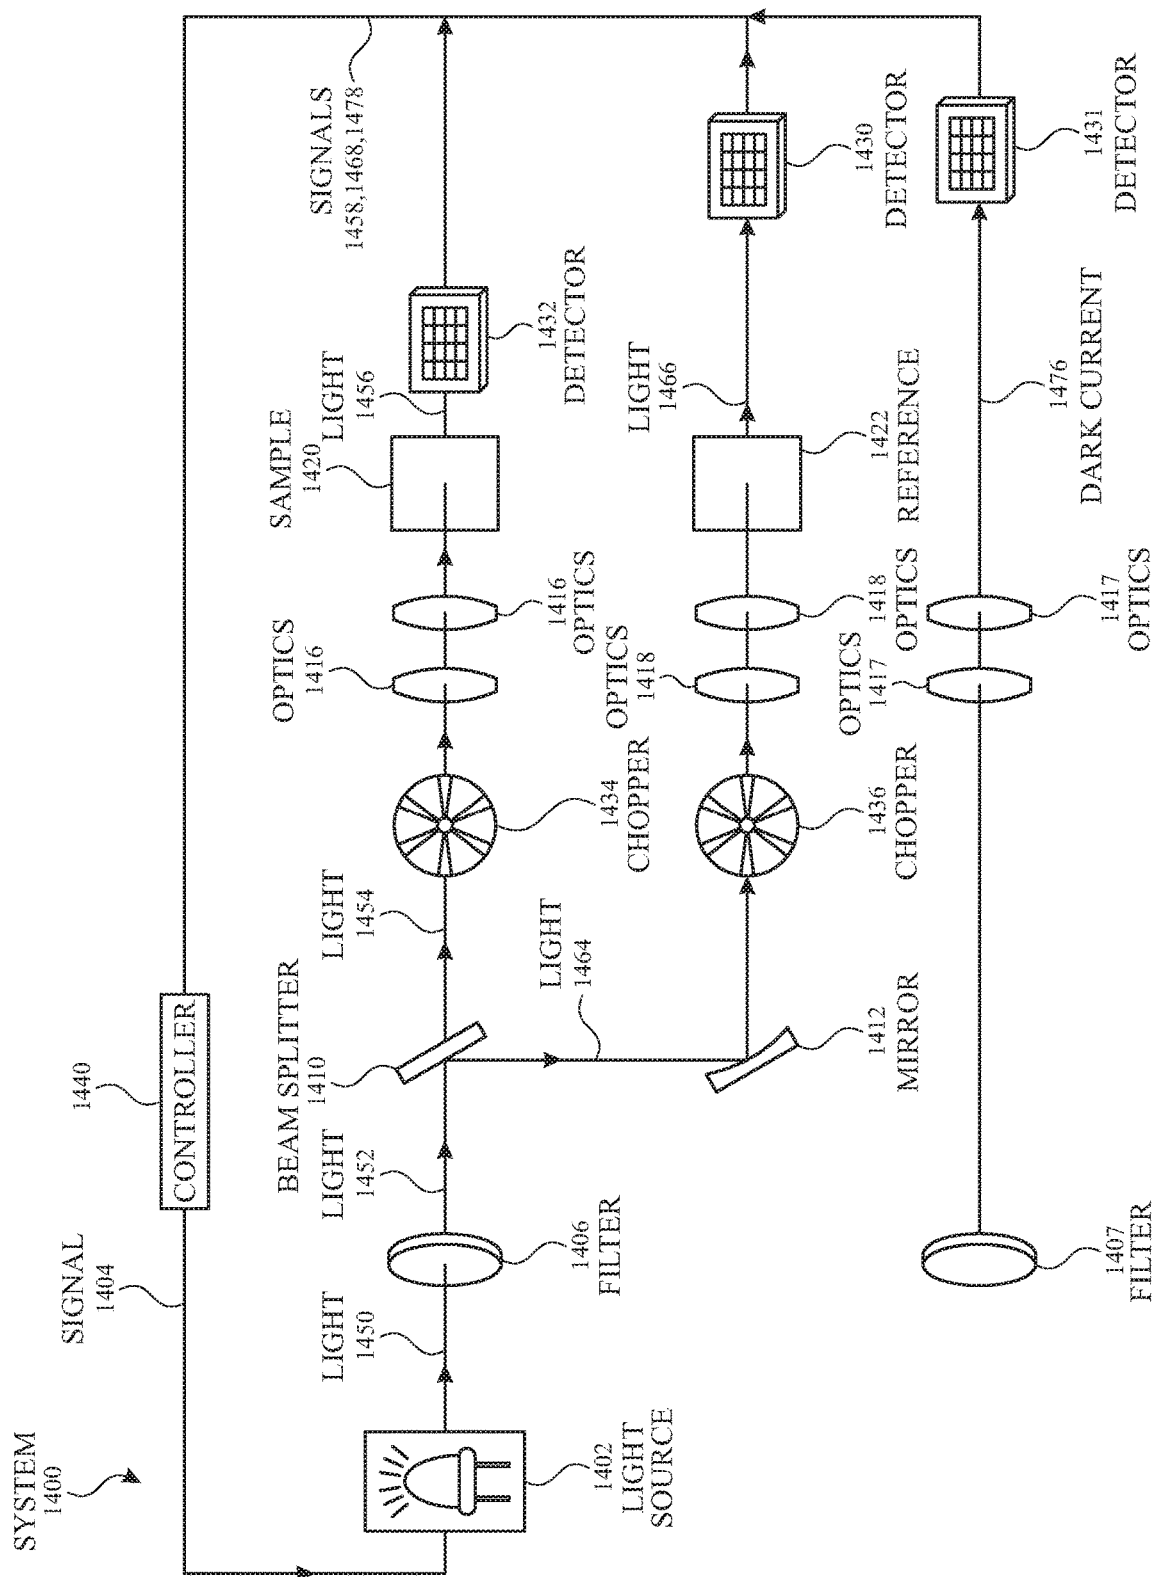 SYSTEM
1400
SIGNAL
1404
1440
CONTROLLER
SIGNALS
1458,1468,1478
LIGHT
1450
LIGHT
1452
BEAM SPLITTER
1410
LIGHT
1454
OPTICS
1416
SAMPLE
1420
LIGHT
1456
1402
LIGHT
SOURCE
1406
FILTER
LIGHT
1464
1434
CHOPPER
1416
OPTICS
1432
DETECTOR
OPTICS
1418
LIGHT
1466
1412
MIRROR
1436
CHOPPER
1418
OPTICS
1422
REFERENCE
1430
DETECTOR
OPTICS
1417
1407
FILTER
1417
OPTICS
1476
DARK CURRENT
1431
DETECTOR